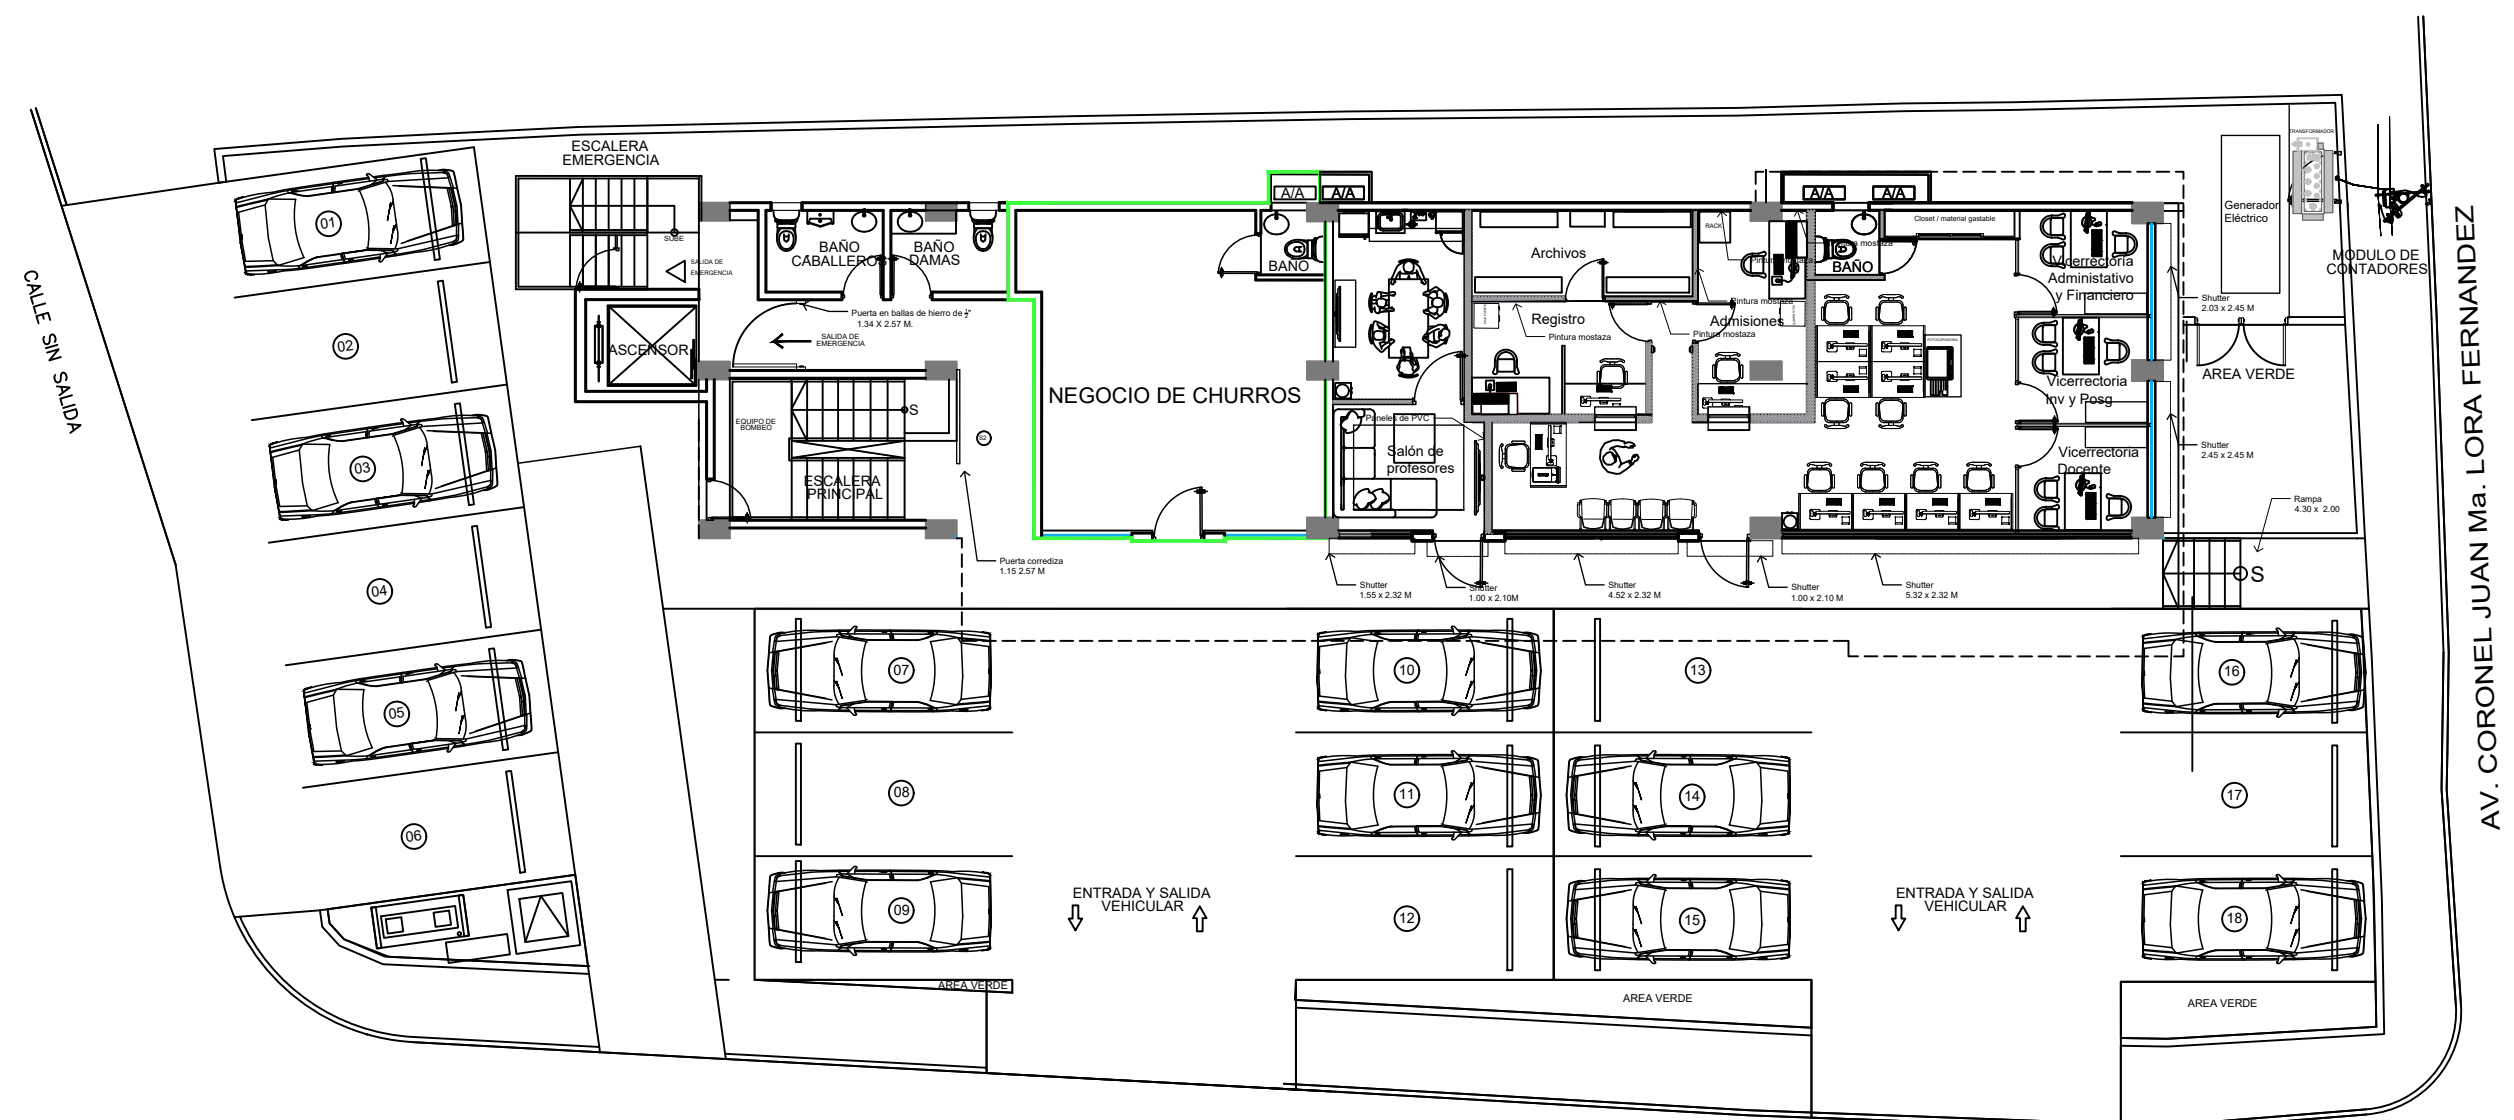 ESCALERA
EMERGENCIA
TRANSFORMADOR
A/A
A/A
A/A
A/A
Generador
Eléctrico
MODULO DE
CONTADORES
AV. CORONEL JUAN Ma. LORA FERNANDEZ
CALLE SIN SALIDA
SUBE
SALIDA DE
EMERGENCIA
BAÑO
CABALLEROS
BAÑO
DAMAS
BAÑO
Archivos
RACK
Closet / material gastable
Pintura mostaza
Pintura mostaza
BAÑO
Vicerrectoria
Administativo
y Financiero
Shutter
2.03 x 2.45 M
Puerta en ballas de hierro de ½"
1.34 X 2.57 M.
SALIDA DE
EMERGENCIA
ASCENSOR
Registro
Pintura mostaza
Admisiones
Pintura mostaza
Pintura mostaza
FOTOCOPIADORA
AREA VERDE
NEGOCIO DE CHURROS
Vicerrectoria
Inv y Posg
EQUIPO DE
BOMBEO
S
S2
Paneles de PVC
Salón de
profesores
Vicerrectoria
Docente
Shutter
2.45 x 2.45 M
ESCALERA
PRINCIPAL
Rampa
4.30 x 2.00
Puerta corrediza
1.15 2.57 M
Shutter
1.55 x 2.32 M
Shutter
1.00 x 2.10M
Shutter
4.52 x 2.32 M
Shutter
1.00 x 2.10 M
Shutter
5.32 x 2.32 M
S
01
02
03
04
05
06
07
08
09
10
11
12
13
14
15
16
17
18
ENTRADA Y SALIDA
VEHICULAR
ENTRADA Y SALIDA
VEHICULAR
AREA VERDE
AREA VERDE
AREA VERDE